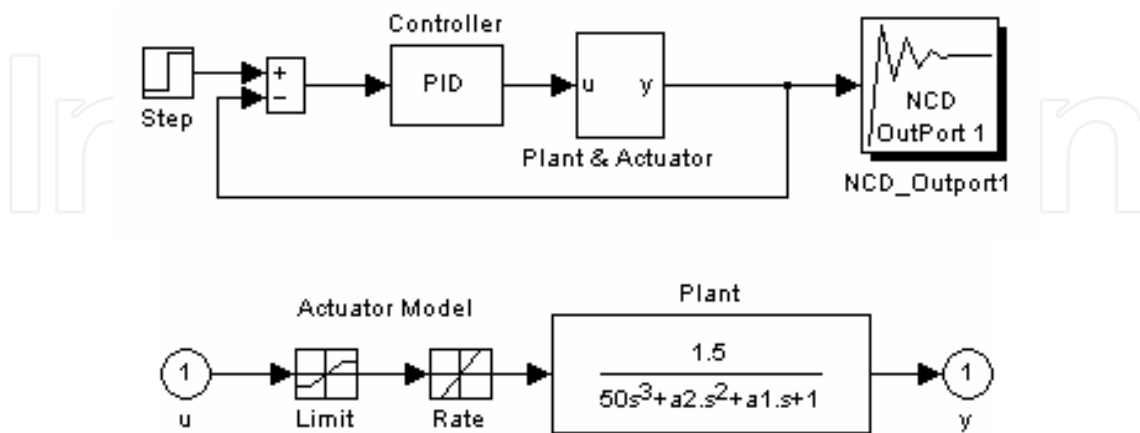 Controller
+
−
PID
u y
NCD
OutPort 1
Step
Plant & Actuator
NCD_Outport1
Plant
Actuator Model
1
1.5
50s³+a2.s²+a1.s+1
1
u
Limit
Rate
y